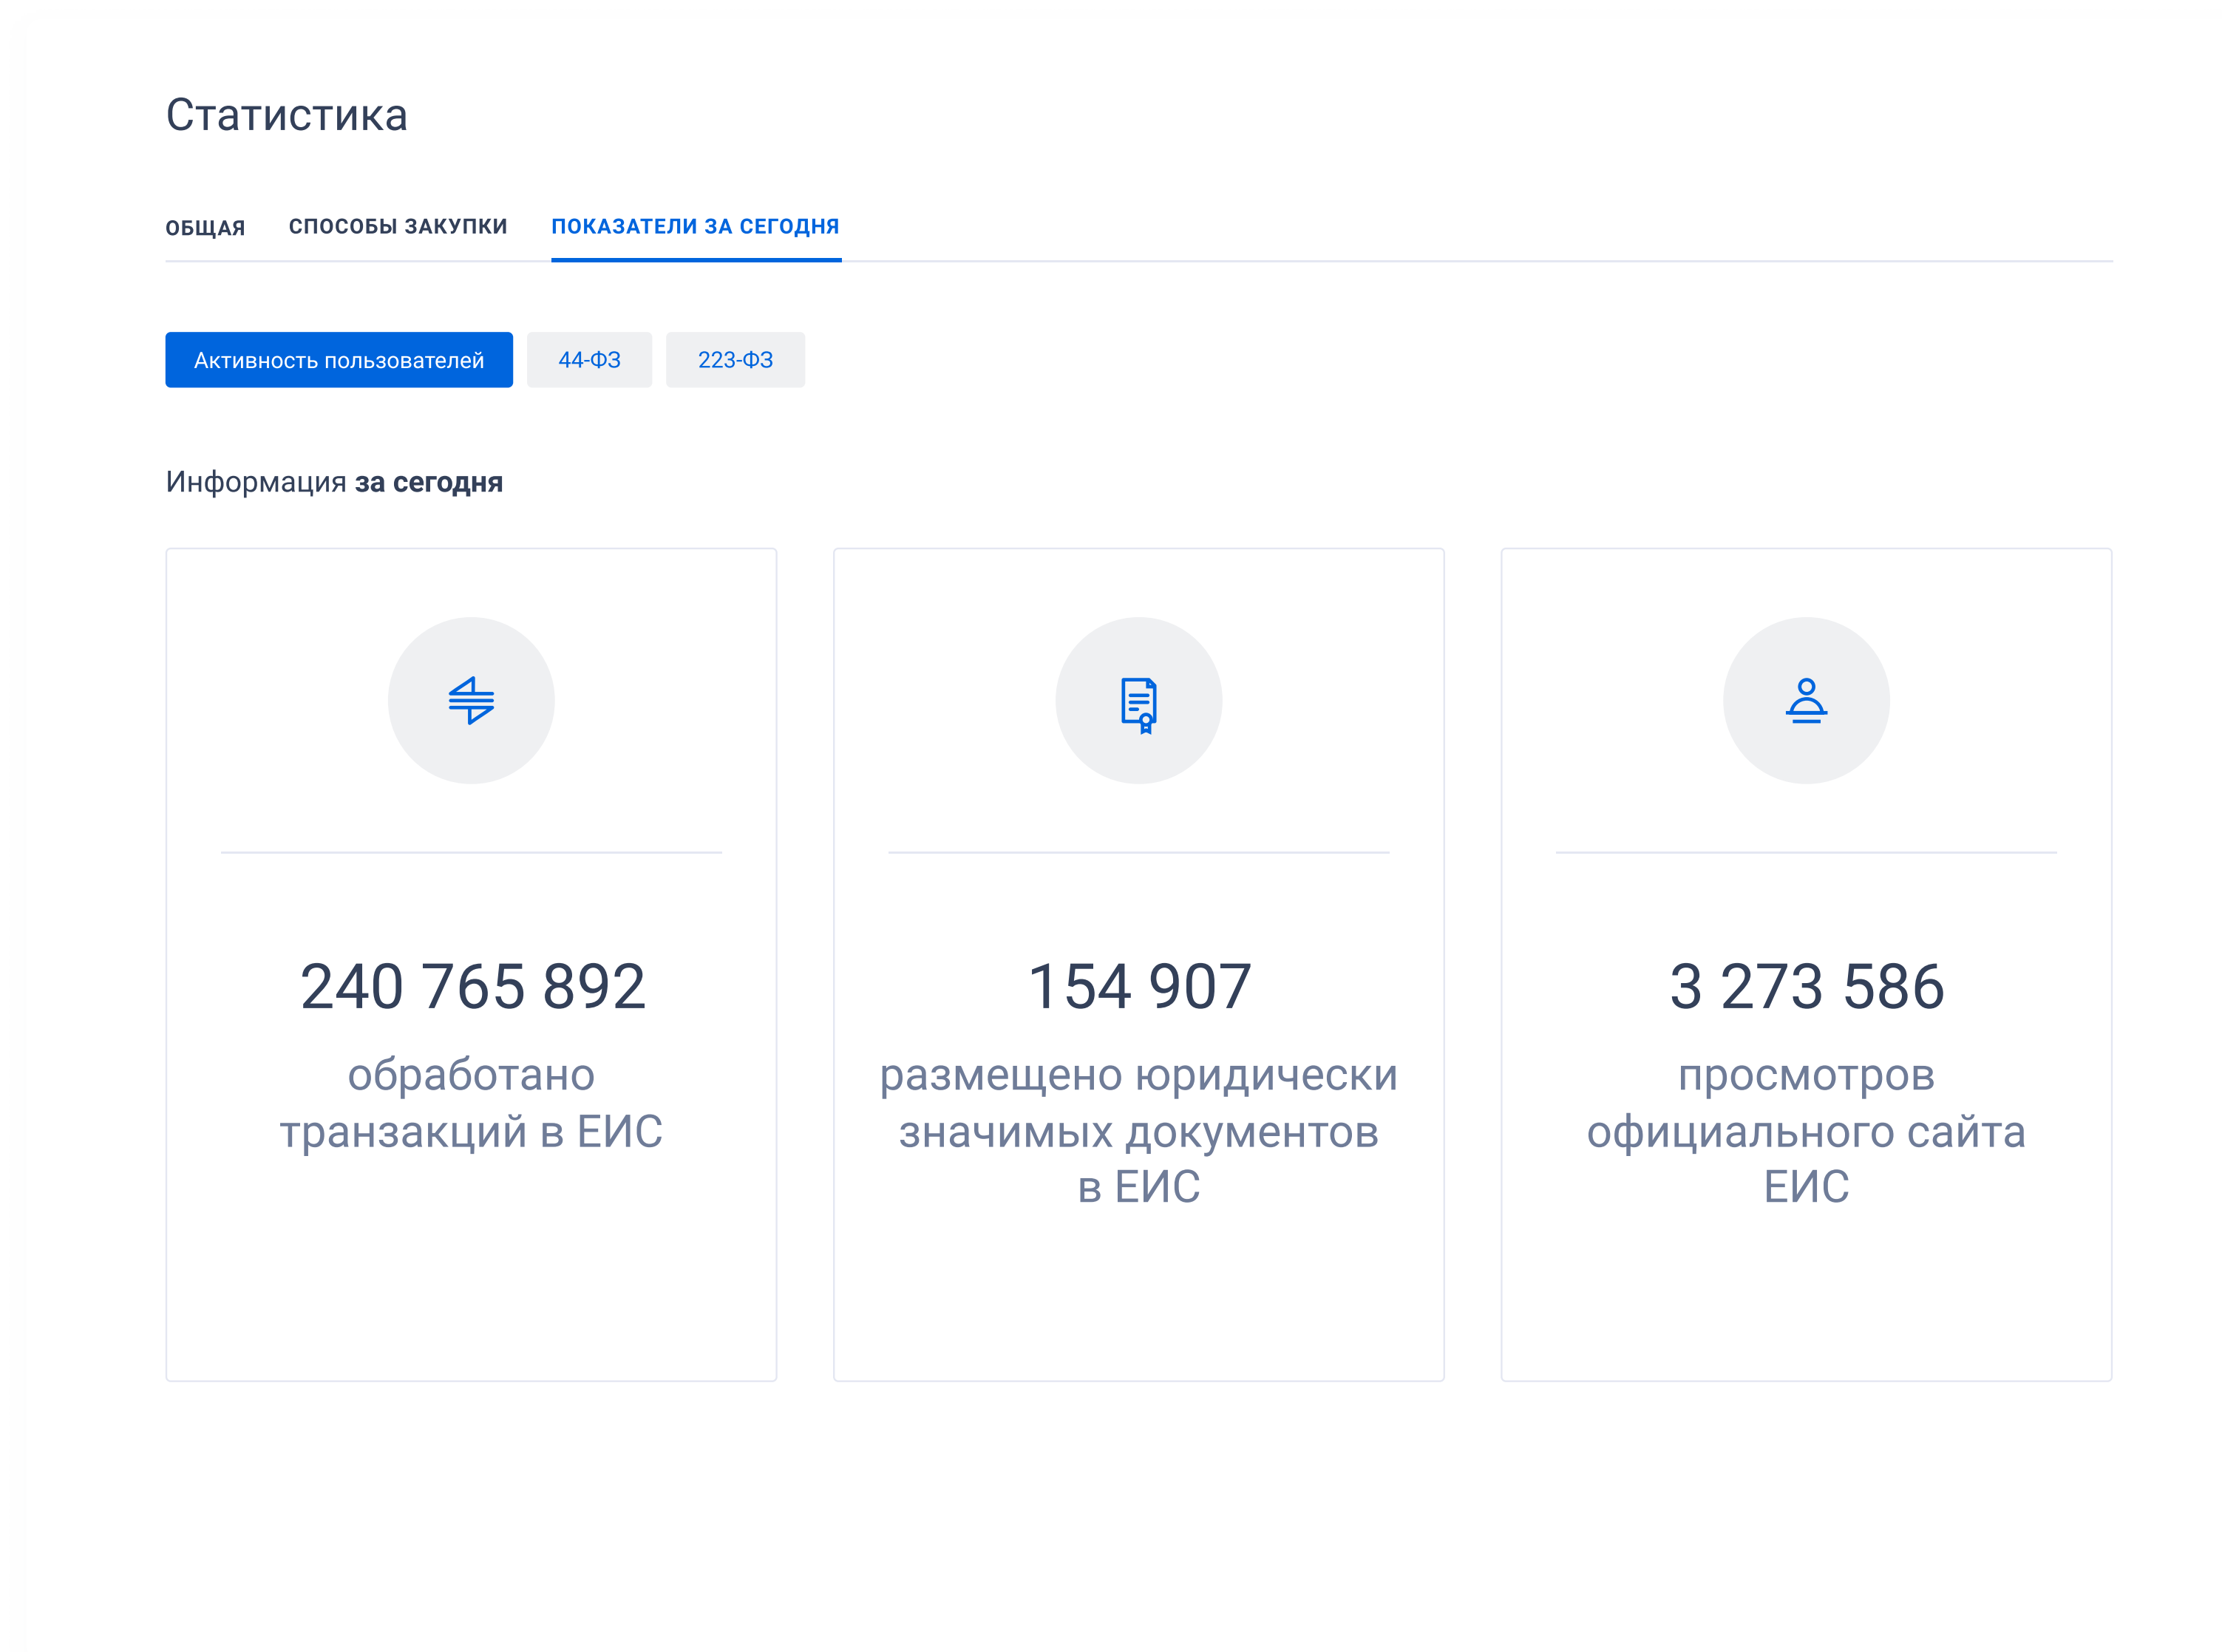 Статистика
ОБЩАЯ СПОСОБЫ ЗАКУПКИ ПОКАЗАТЕЛИ ЗА СЕГОДНЯ
Активность пользователей 44-ФЗ 223-ФЗ
Информация за сегодня
240 765 892
обработано
транзакций в ЕИС
154 907
размещено юридически
значимых документов
в ЕИС
3 273 586
просмотров
официального сайта
ЕИС